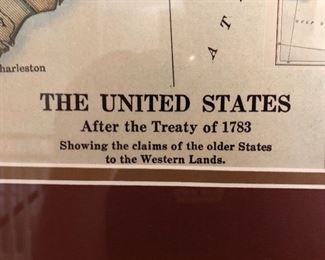 harleston
A T
THE UNITED STATES
After the Treaty of 1783
Showing the claims of the older States
to the Western Lands.